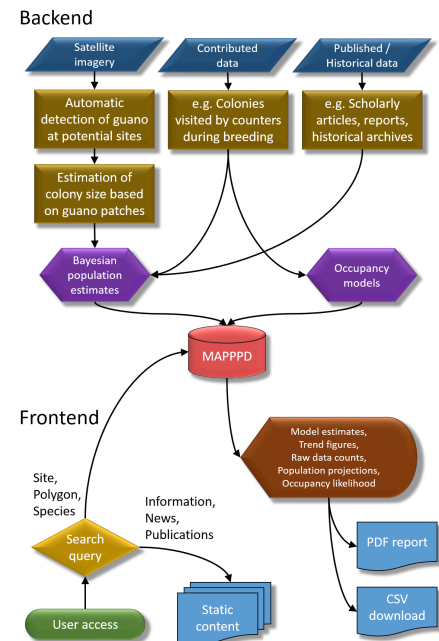 Backend
Satellite
imagery
Contributed
data
Published /
Historical data
Automatic
detection of guano
at potential sites
e.g. Colonies
visited by counters
during breeding
e.g. Scholarly
articles, reports,
historical archives
Estimation of
colony size based
on guano patches
Bayesian
population
estimates
Occupancy
models
MAPPPD
Frontend
Model estimates,
Trend figures,
Raw data counts,
Population projections,
Occupancy likelihood
Site,
Polygon,
Species
Information,
News,
Publications
Search
query
PDF report
CSV
download
Static
content
User access